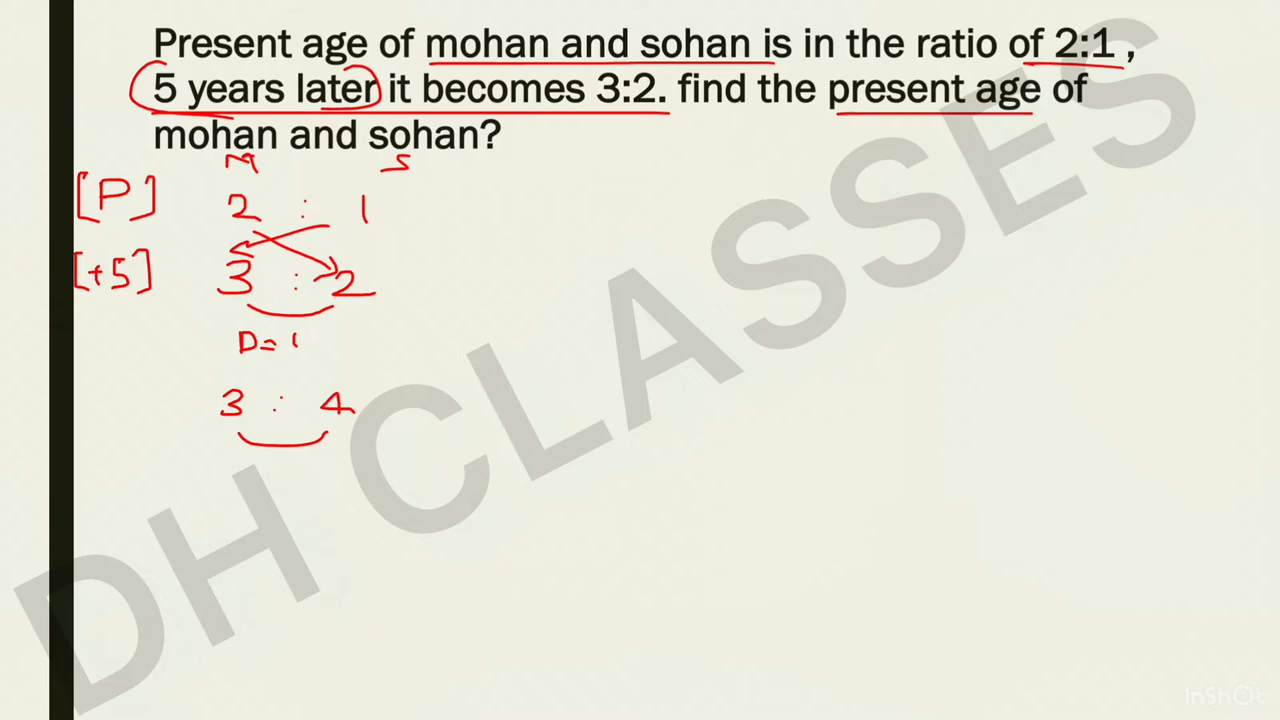 Present age of mohan and sohan is in the ratio of 2:1 ,
5 years later it becomes 3:2. find the present age of
mohan and sohan?
M S
[P] 2 : 1
[+5] 3 : 2
D = 1
3 : 4
DH CLASSES
InShOt